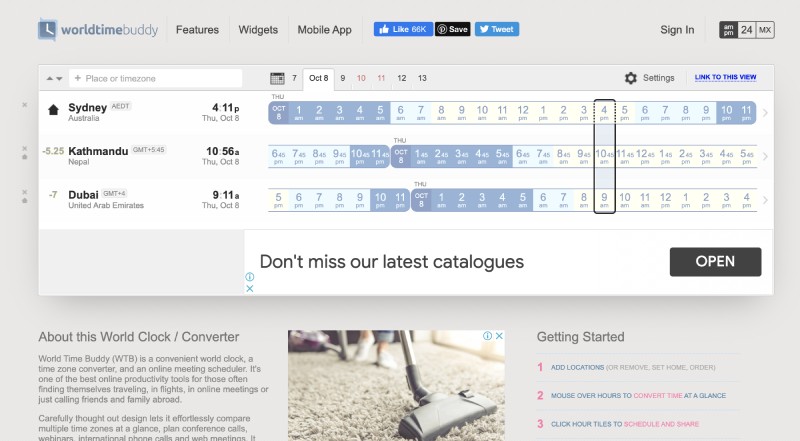 worldtimebuddy
Features
Widgets
Mobile App
Like 66K
Save
Tweet
Sign In
am pm 24 MX
+ Place or timezone
7 Oct 8 9 10 11 12 13
Settings
LINK TO THIS VIEW
THU
Sydney AEDT
Australia
4:11p
Thu, Oct 8
OCT 8 1 am 2 am 3 am 4 am 5 am 6 am 7 am 8 am 9 am 10 am 11 am 12 pm 1 pm 2 pm 3 pm 4 pm 5 pm 6 pm 7 pm 8 pm 9 pm 10 pm 11 pm
THU
-5.25 Kathmandu GMT+5:45
Nepal
10:56a
Thu, Oct 8
6 45 pm 7 45 pm 8 45 pm 9 45 pm 10 45 pm 11 45 pm OCT 8 1 45 am 2 45 am 3 45 am 4 45 am 5 45 am 6 45 am 7 45 am 8 45 am 9 45 am 10 45 am 11 45 am 12 45 pm 1 45 pm 2 45 pm 3 45 pm 4 45 pm 5 45 pm
THU
-7 Dubai GMT+4
United Arab Emirates
9:11a
Thu, Oct 8
5 pm 6 pm 7 pm 8 pm 9 pm 10 pm 11 pm OCT 8 1 am 2 am 3 am 4 am 5 am 6 am 7 am 8 am 9 am 10 am 11 am 12 pm 1 pm 2 pm 3 pm 4 pm
Don't miss our latest catalogues
OPEN
About this World Clock / Converter
World Time Buddy (WTB) is a convenient world clock, a
time zone converter, and an online meeting scheduler. It's
one of the best online productivity tools for those often
finding themselves traveling, in flights, in online meetings or
just calling friends and family abroad.
Carefully thought out design lets it effortlessly compare
multiple time zones at a glance, plan conference calls,
webinars, international phone calls and web meetings. It
Getting Started
1 ADD LOCATIONS (OR REMOVE, SET HOME, ORDER)
2 MOUSE OVER HOURS TO CONVERT TIME AT A GLANCE
3 CLICK HOUR TILES TO SCHEDULE AND SHARE